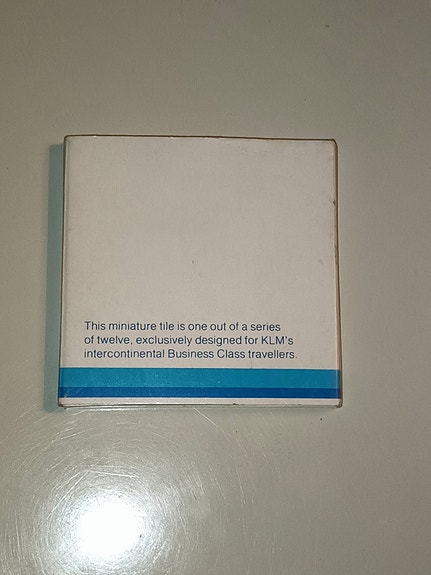 This miniature tile is one out of a series
of twelve, exclusively designed for KLM's
intercontinental Business Class travellers.